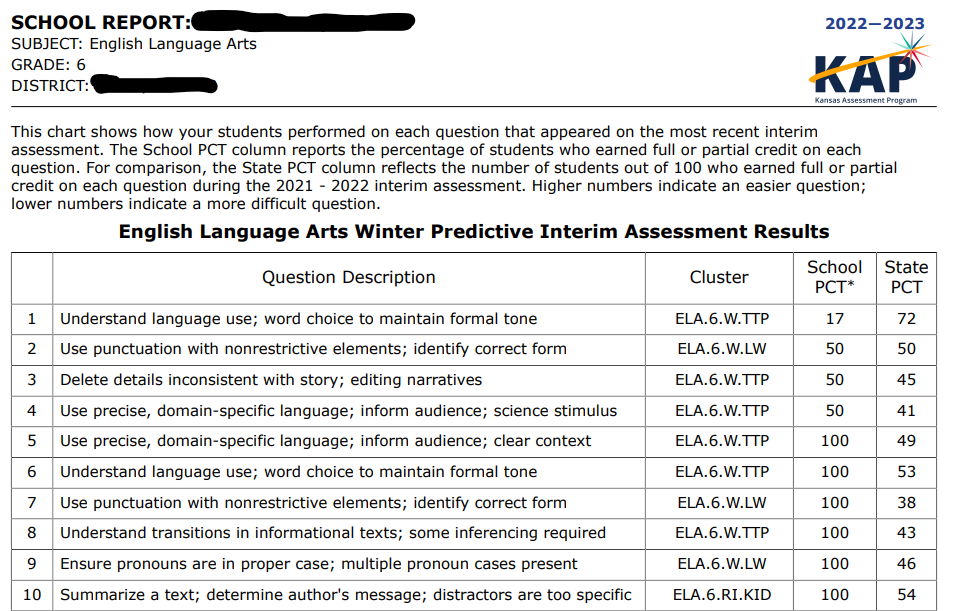 SCHOOL REPORT:
SUBJECT: English Language Arts
GRADE: 6
DISTRICT:
2022—2023
KAP
Kansas Assessment Program
This chart shows how your students performed on each question that appeared on the most recent interim
assessment. The School PCT column reports the percentage of students who earned full or partial credit on each
question. For comparison, the State PCT column reflects the number of students out of 100 who earned full or partial
credit on each question during the 2021 - 2022 interim assessment. Higher numbers indicate an easier question;
lower numbers indicate a more difficult question.
English Language Arts Winter Predictive Interim Assessment Results
Question Description Cluster School PCT* State PCT
1 Understand language use; word choice to maintain formal tone ELA.6.W.TTP 17 72
2 Use punctuation with nonrestrictive elements; identify correct form ELA.6.W.LW 50 50
3 Delete details inconsistent with story; editing narratives ELA.6.W.TTP 50 45
4 Use precise, domain-specific language; inform audience; science stimulus ELA.6.W.TTP 50 41
5 Use precise, domain-specific language; inform audience; clear context ELA.6.W.TTP 100 49
6 Understand language use; word choice to maintain formal tone ELA.6.W.TTP 100 53
7 Use punctuation with nonrestrictive elements; identify correct form ELA.6.W.LW 100 38
8 Understand transitions in informational texts; some inferencing required ELA.6.W.TTP 100 43
9 Ensure pronouns are in proper case; multiple pronoun cases present ELA.6.W.LW 100 46
10 Summarize a text; determine author's message; distractors are too specific ELA.6.RI.KID 100 54